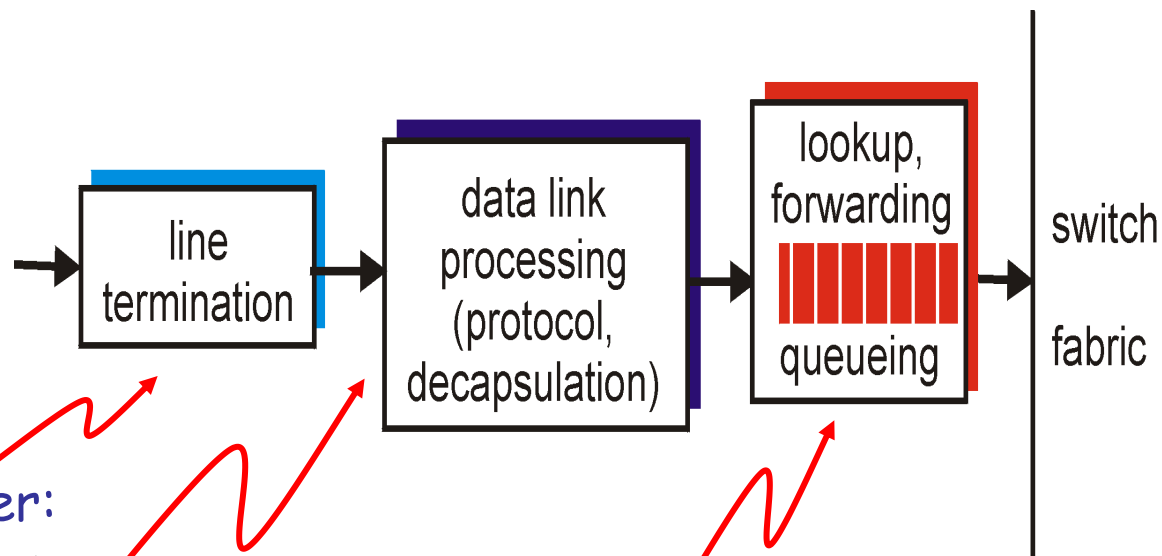 line
termination
data link
processing
(protocol,
decapsulation)
lookup,
forwarding
queueing
switch
fabric
er: